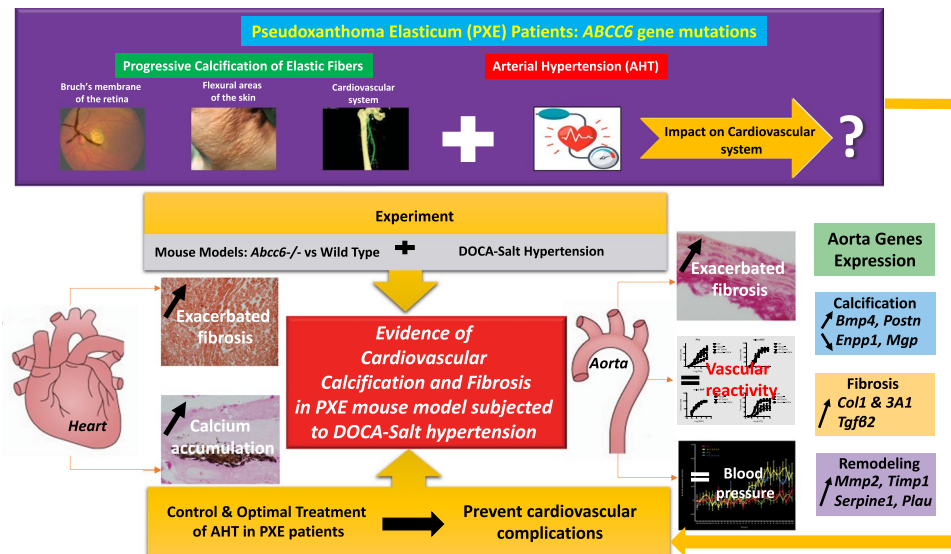 Pseudoxanthoma Elasticum (PXE) Patients: ABCC6 gene mutations
Progressive Calcification of Elastic Fibers
Arterial Hypertension (AHT)
Bruch's membrane
of the retina
Flexural areas
of the skin
Cardiovascular
system
Impact on Cardiovascular
system
?
Experiment
Mouse Models: Abcc6-/- vs Wild Type
DOCA-Salt Hypertension
Exacerbated
fibrosis
Heart
Calcium
accumulation
Evidence of
Cardiovascular
Calcification and Fibrosis
in PXE mouse model subjected
to DOCA-Salt hypertension
Aorta
Exacerbated
fibrosis
Vascular
reactivity
Blood
pressure
Aorta Genes
Expression
Calcification
Bmp4, Postn
Enpp1, Mgp
Fibrosis
Col1 & 3A1
Tgfβ2
Remodeling
Mmp2, Timp1
Serpine1, Plau
Control & Optimal Treatment
of AHT in PXE patients
Prevent cardiovascular
complications